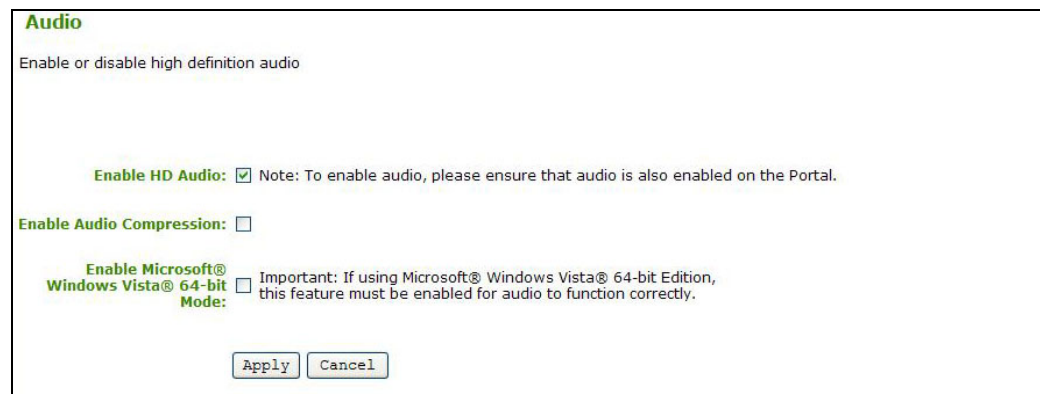 Audio
Enable or disable high definition audio
Enable HD Audio: Note: To enable audio, please ensure that audio is also enabled on the Portal.
Enable Audio Compression:
Enable Microsoft®
Windows Vista® 64-bit
Mode:
Important: If using Microsoft® Windows Vista® 64-bit Edition,
this feature must be enabled for audio to function correctly.
Apply Cancel